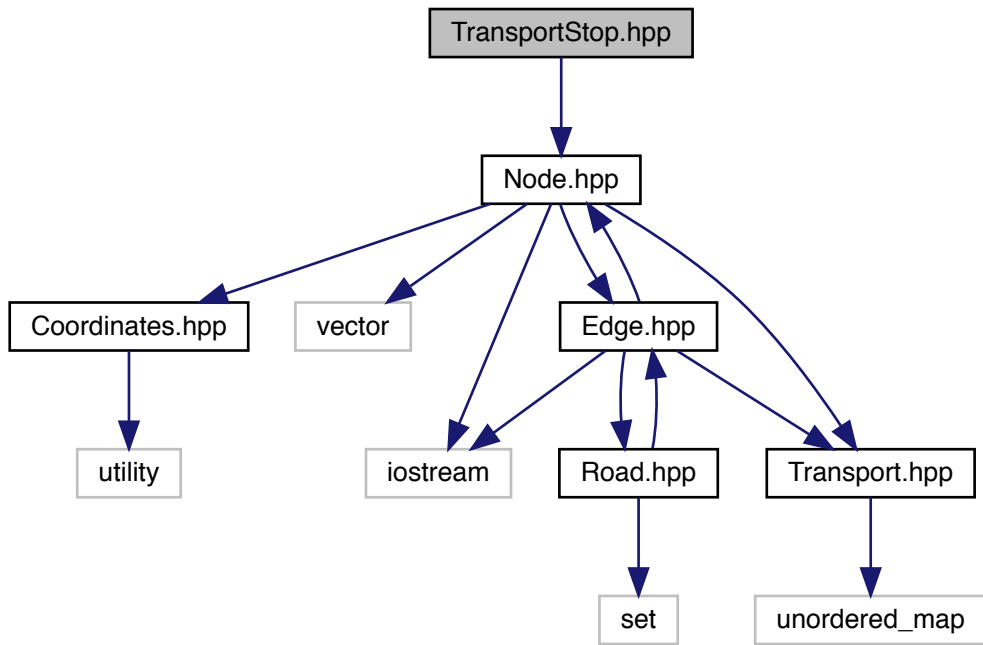 TransportStop.hpp
Node.hpp
Coordinates.hpp
vector
Edge.hpp
utility
iostream
Road.hpp
Transport.hpp
set
unordered_map